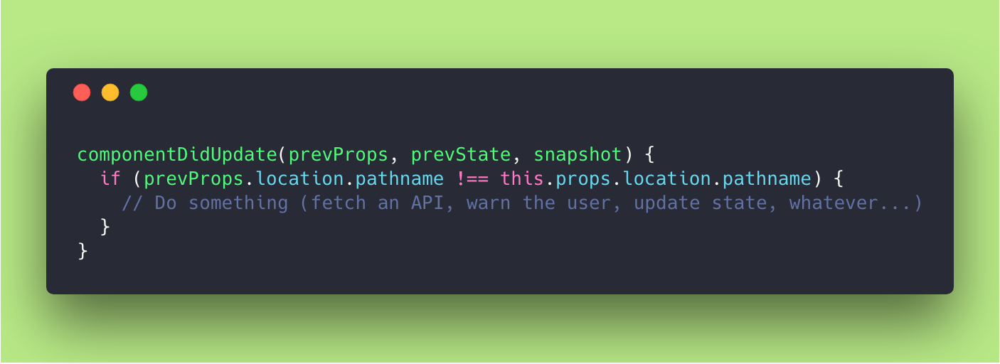 componentDidUpdate(prevProps, prevState, snapshot) {
  if (prevProps.location.pathname !== this.props.location.pathname) {
    // Do something (fetch an API, warn the user, update state, whatever...)
  }
}